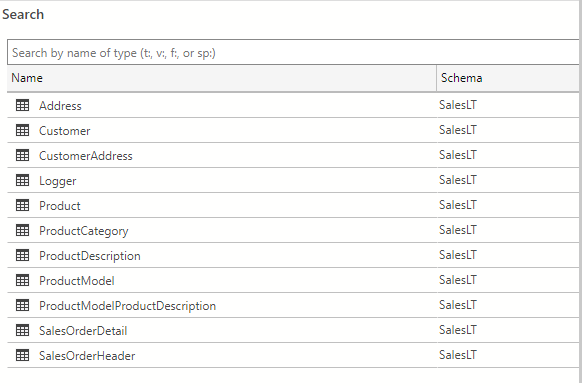 Search
Search by name of type (t:, v:, f:, or sp:)
Name Schema
Address SalesLT
Customer SalesLT
CustomerAddress SalesLT
Logger SalesLT
Product SalesLT
ProductCategory SalesLT
ProductDescription SalesLT
ProductModel SalesLT
ProductModelProductDescription SalesLT
SalesOrderDetail SalesLT
SalesOrderHeader SalesLT